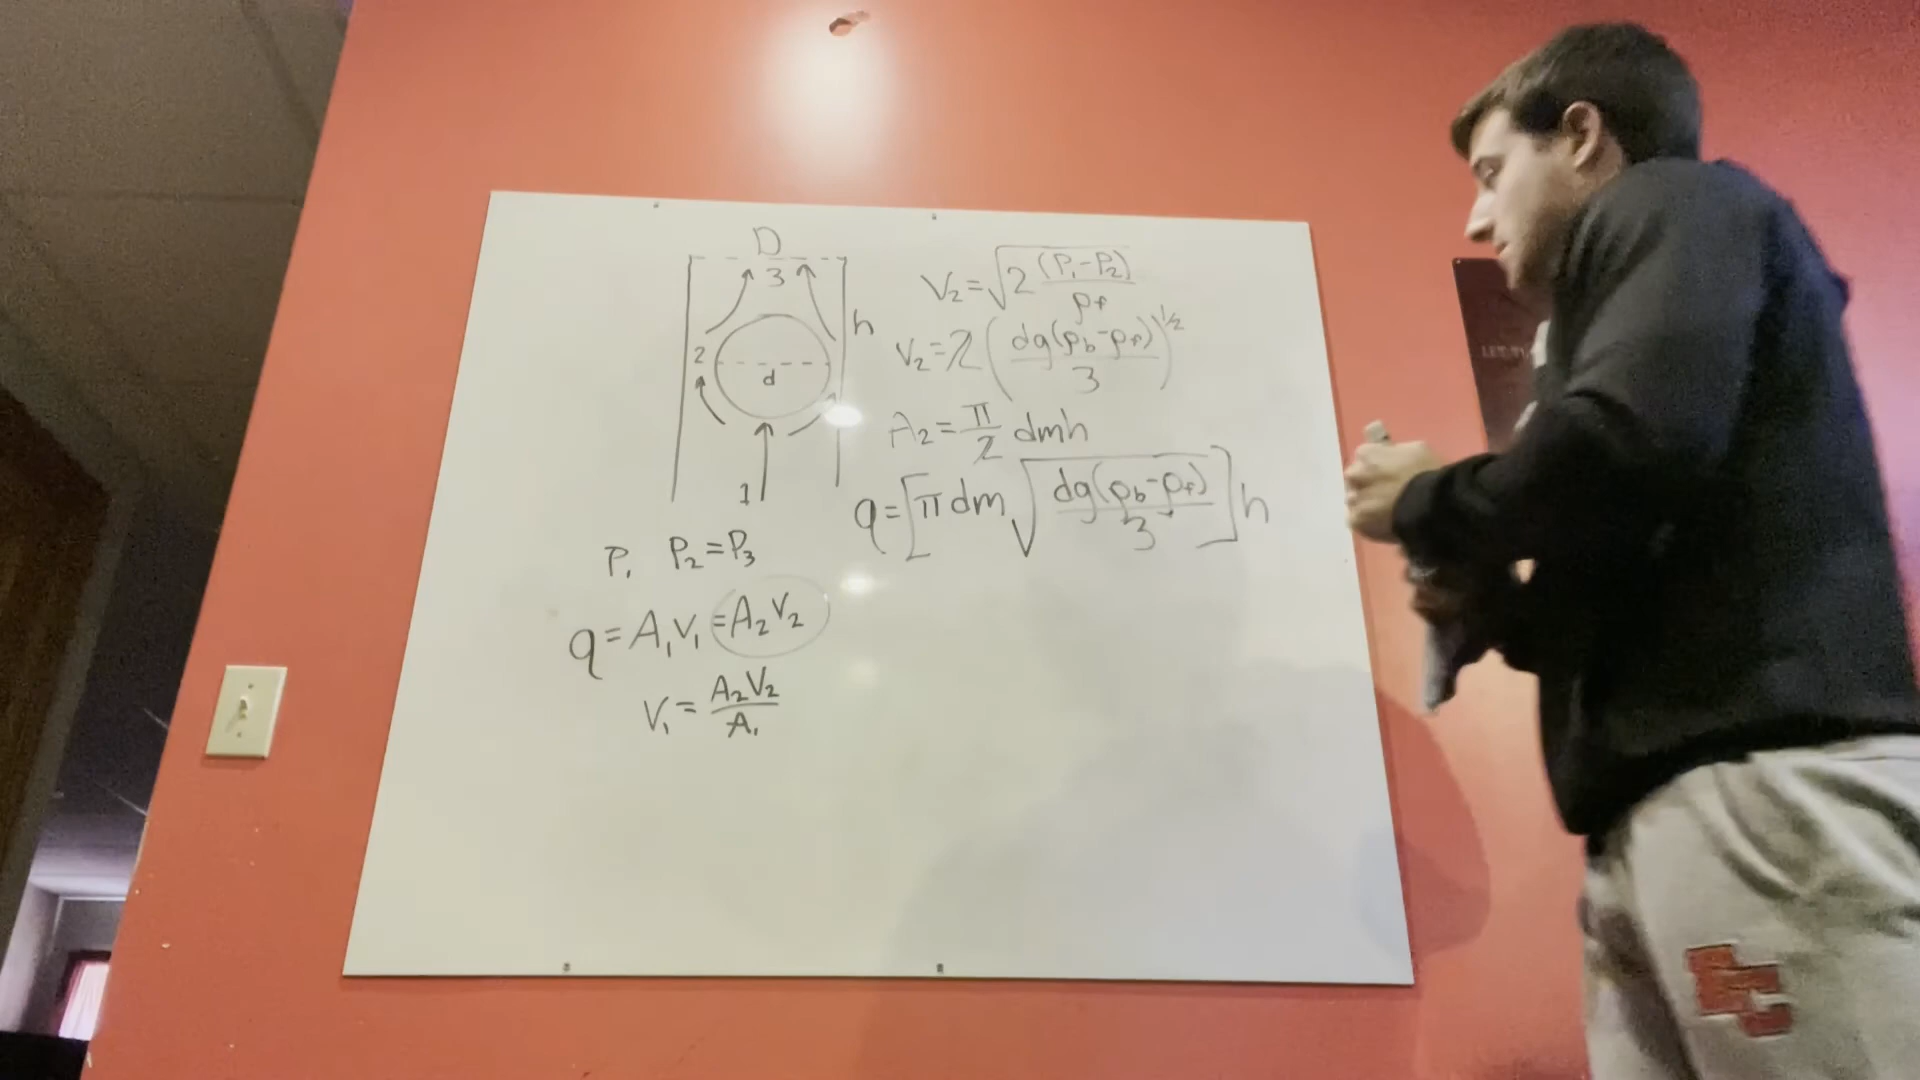 D
3
h
2
d
1
P₁ P₂=P₃
q=A₁V₁=A₂V₂
V₁=A₂V₂/A₁
V₂=√(2(P₁-P₂)/ρf)
V₂=2(dg(ρb-ρf)/3)^½
A₂=π/2 dmh
q=[πdm√(dg(ρb-ρf)/3)]h